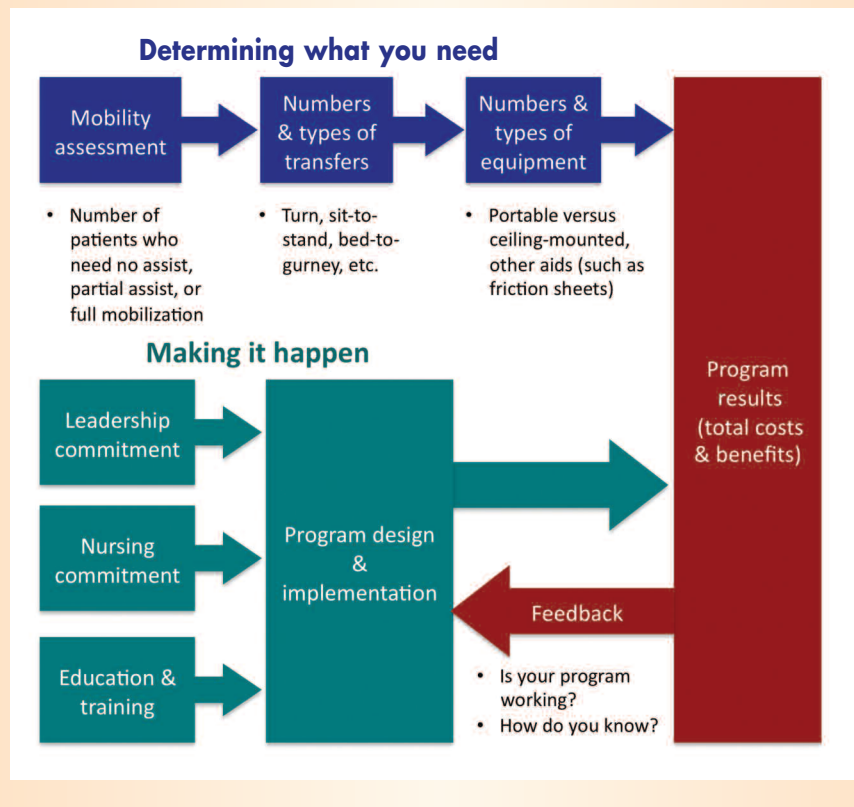 Determining what you need
Mobility
assessment
Numbers
& types of
transfers
Numbers &
types of
equipment
• Number of
patients who
need no assist,
partial assist, or
full mobilization
• Turn, sit-to-
stand, bed-to-
gurney, etc.
• Portable versus
ceiling-mounted,
other aids (such as
friction sheets)
Making it happen
Leadership
commitment
Nursing
commitment
Education &
training
Program design
&
implementation
Program
results
(total costs
& benefits)
Feedback
• Is your program
working?
• How do you know?